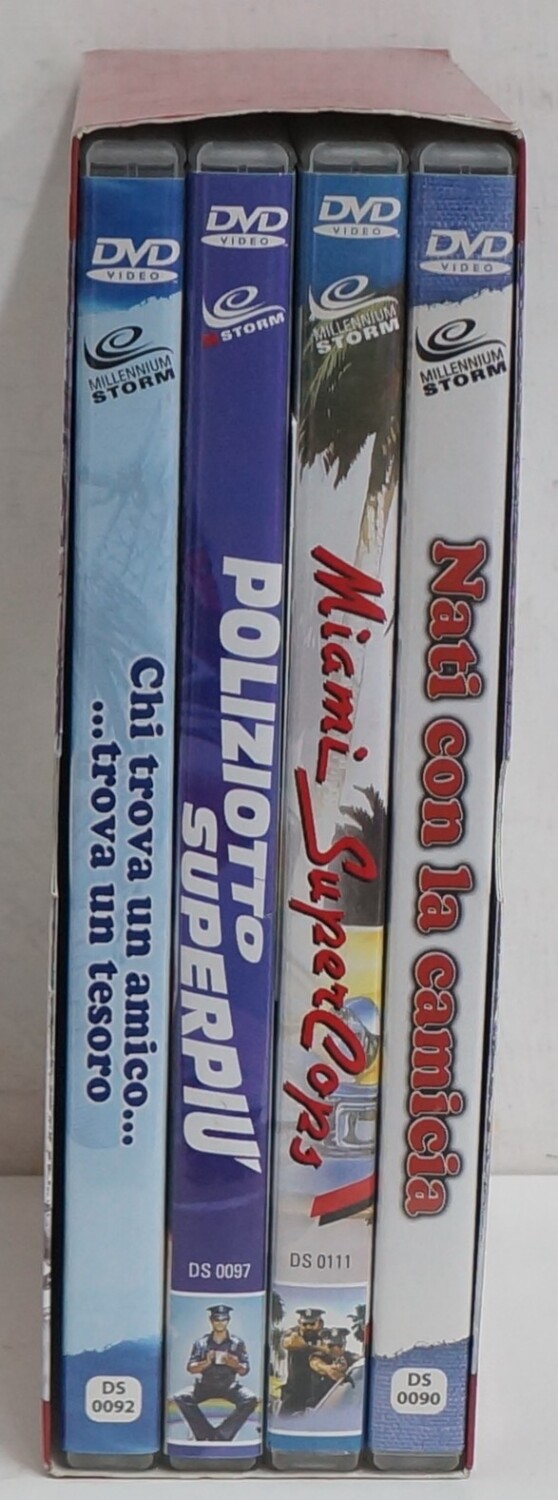 DVD
VIDEO
MILLENNIUM
STORM
Chi trova un amico...
...trova un tesoro
DS
0092
DVD
VIDEO
STORM
POLIZIOTTO
SUPERPIU'
DS 0097
DVD
VIDEO
MILLENNIUM
STORM
Miami SuperCops
DS 0111
DVD
VIDEO
MILLENNIUM
STORM
Nati con la camicia
DS
0090